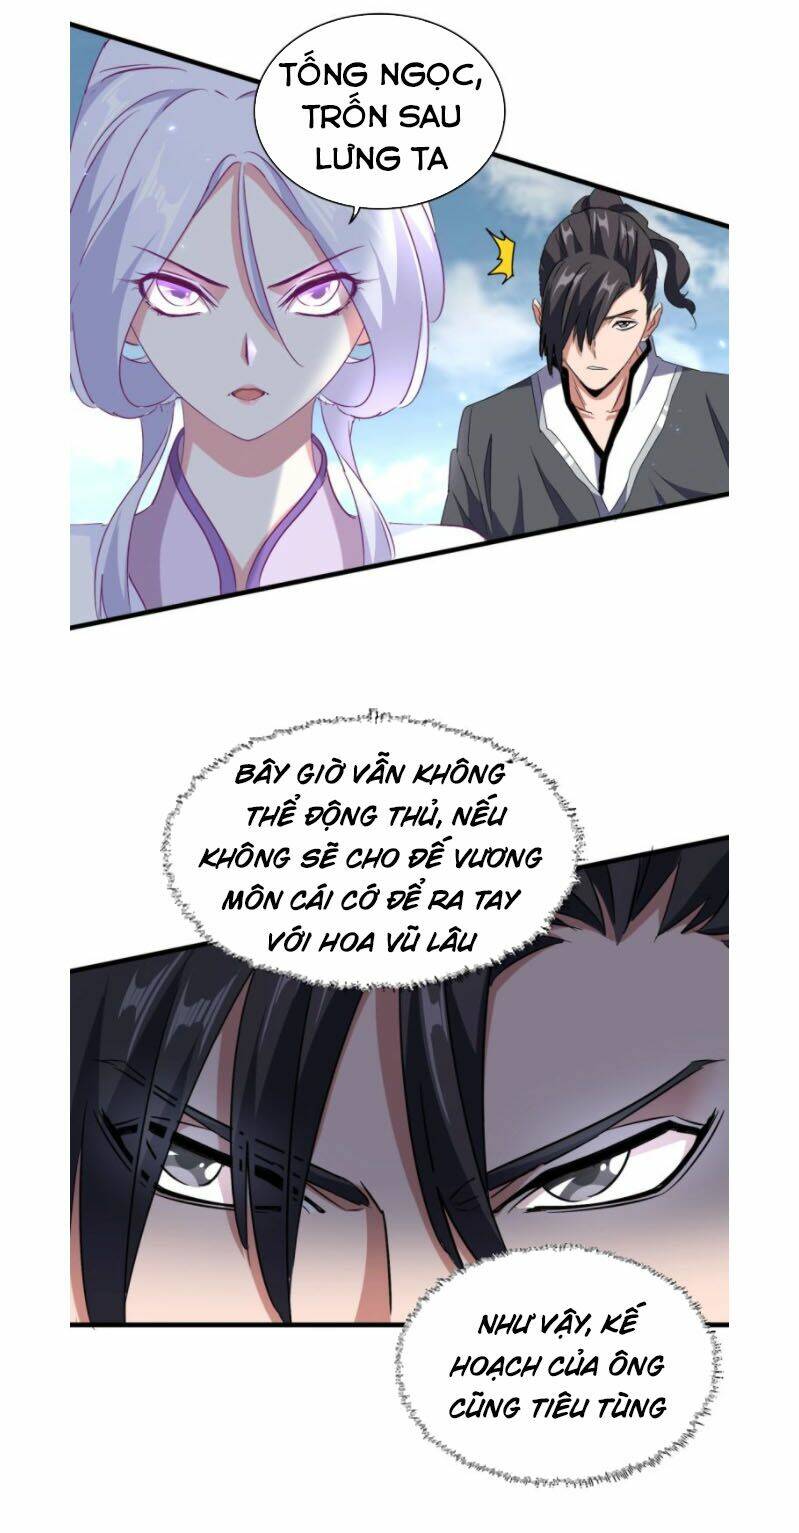 TỐNG NGỌC,
TRỐN SAU
LƯNG TA
BÂY GIỜ VẪN KHÔNG
THỂ ĐỘNG THỦ, NẾU
KHÔNG SẼ CHO ĐẾ VƯƠNG
MÔN CÁI CỚ ĐỂ RA TAY
VỚI HOA VŨ LÂU
NHƯ VẬY, KẾ
HOẠCH CỦA ÔNG
CŨNG TIÊU TÙNG